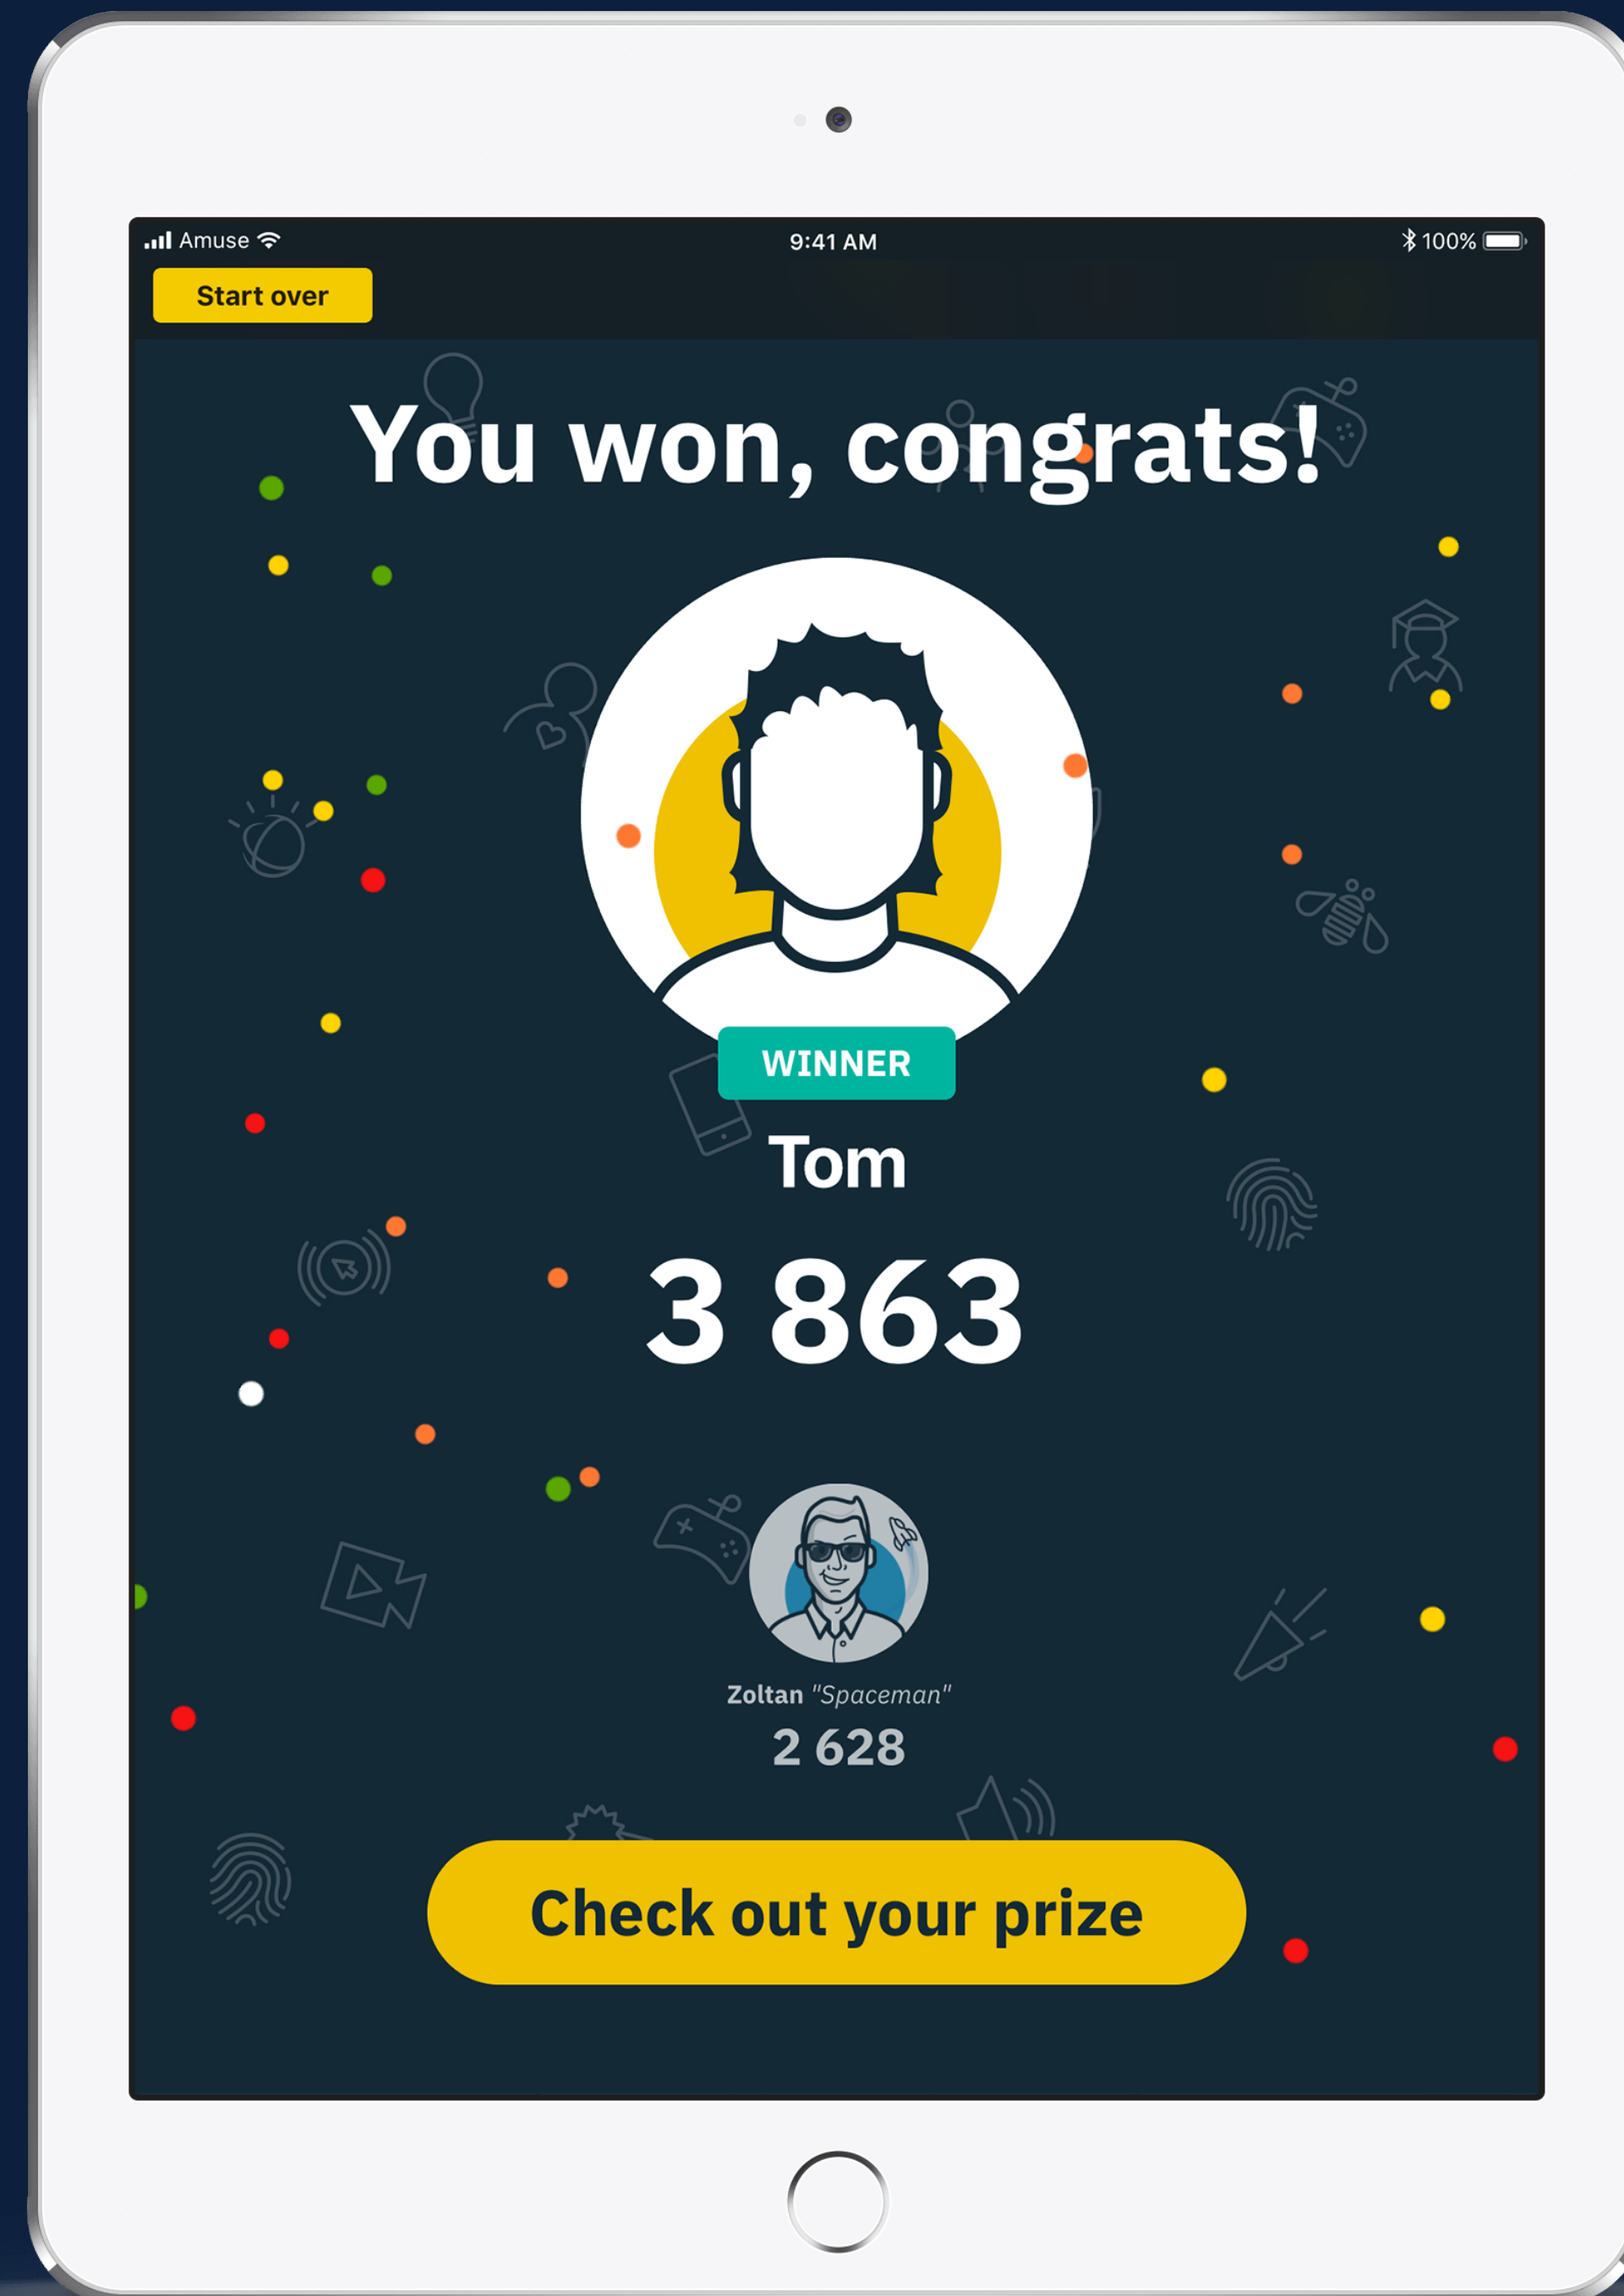 Amuse
9:41 AM
100%
Start over
You won, congrats!
WINNER
Tom
3 863
Zoltan "Spaceman"
2 628
Check out your prize